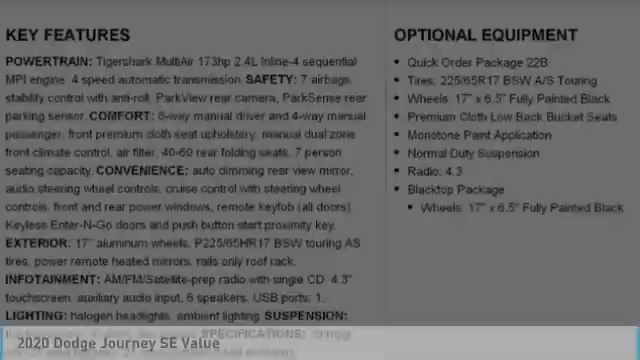 KEY FEATURES
POWERTRAIN: Tigershark MultiAir 173hp 2.4L Inline-4 sequential
MPI engine, 4 speed automatic transmission. SAFETY: 7 airbags,
stability control with anti-roll, ParkView rear camera, ParkSense rear
parking sensor. COMFORT: 6-way manual driver and 4-way manual
passenger, front premium cloth seat upholstery, manual dual zone
front climate control, air filter, 40-60 rear folding seats, 7 person
seating capacity. CONVENIENCE: auto dimming rear view mirror,
audio steering wheel controls, cruise control with steering wheel
controls, front and rear power windows, remote keyfob (all doors),
Keyless Enter-N-Go doors and push button start proximity key.
EXTERIOR: 17" aluminum wheels, P225/65HR17 BSW touring AS
tires, power remote heated mirrors, rails only roof rack.
INFOTAINMENT: AM/FM/Satellite-prep radio with single CD, 4.3"
touchscreen, auxiliary audio input, 6 speakers, USB ports: 1.
LIGHTING: halogen headlights, ambient lighting. SUSPENSION:
SPECIFICATIONS:
OPTIONAL EQUIPMENT
• Quick Order Package 22B
• Tires: 225/65R17 BSW A/S Touring
• Wheels: 17" x 6.5" Fully Painted Black
• Premium Cloth Low Back Bucket Seats
• Monotone Paint Application
• Normal Duty Suspension
• Radio: 4.3
• Blacktop Package
• Wheels: 17" x 6.5" Fully Painted Black
2020 Dodge Journey SE Value